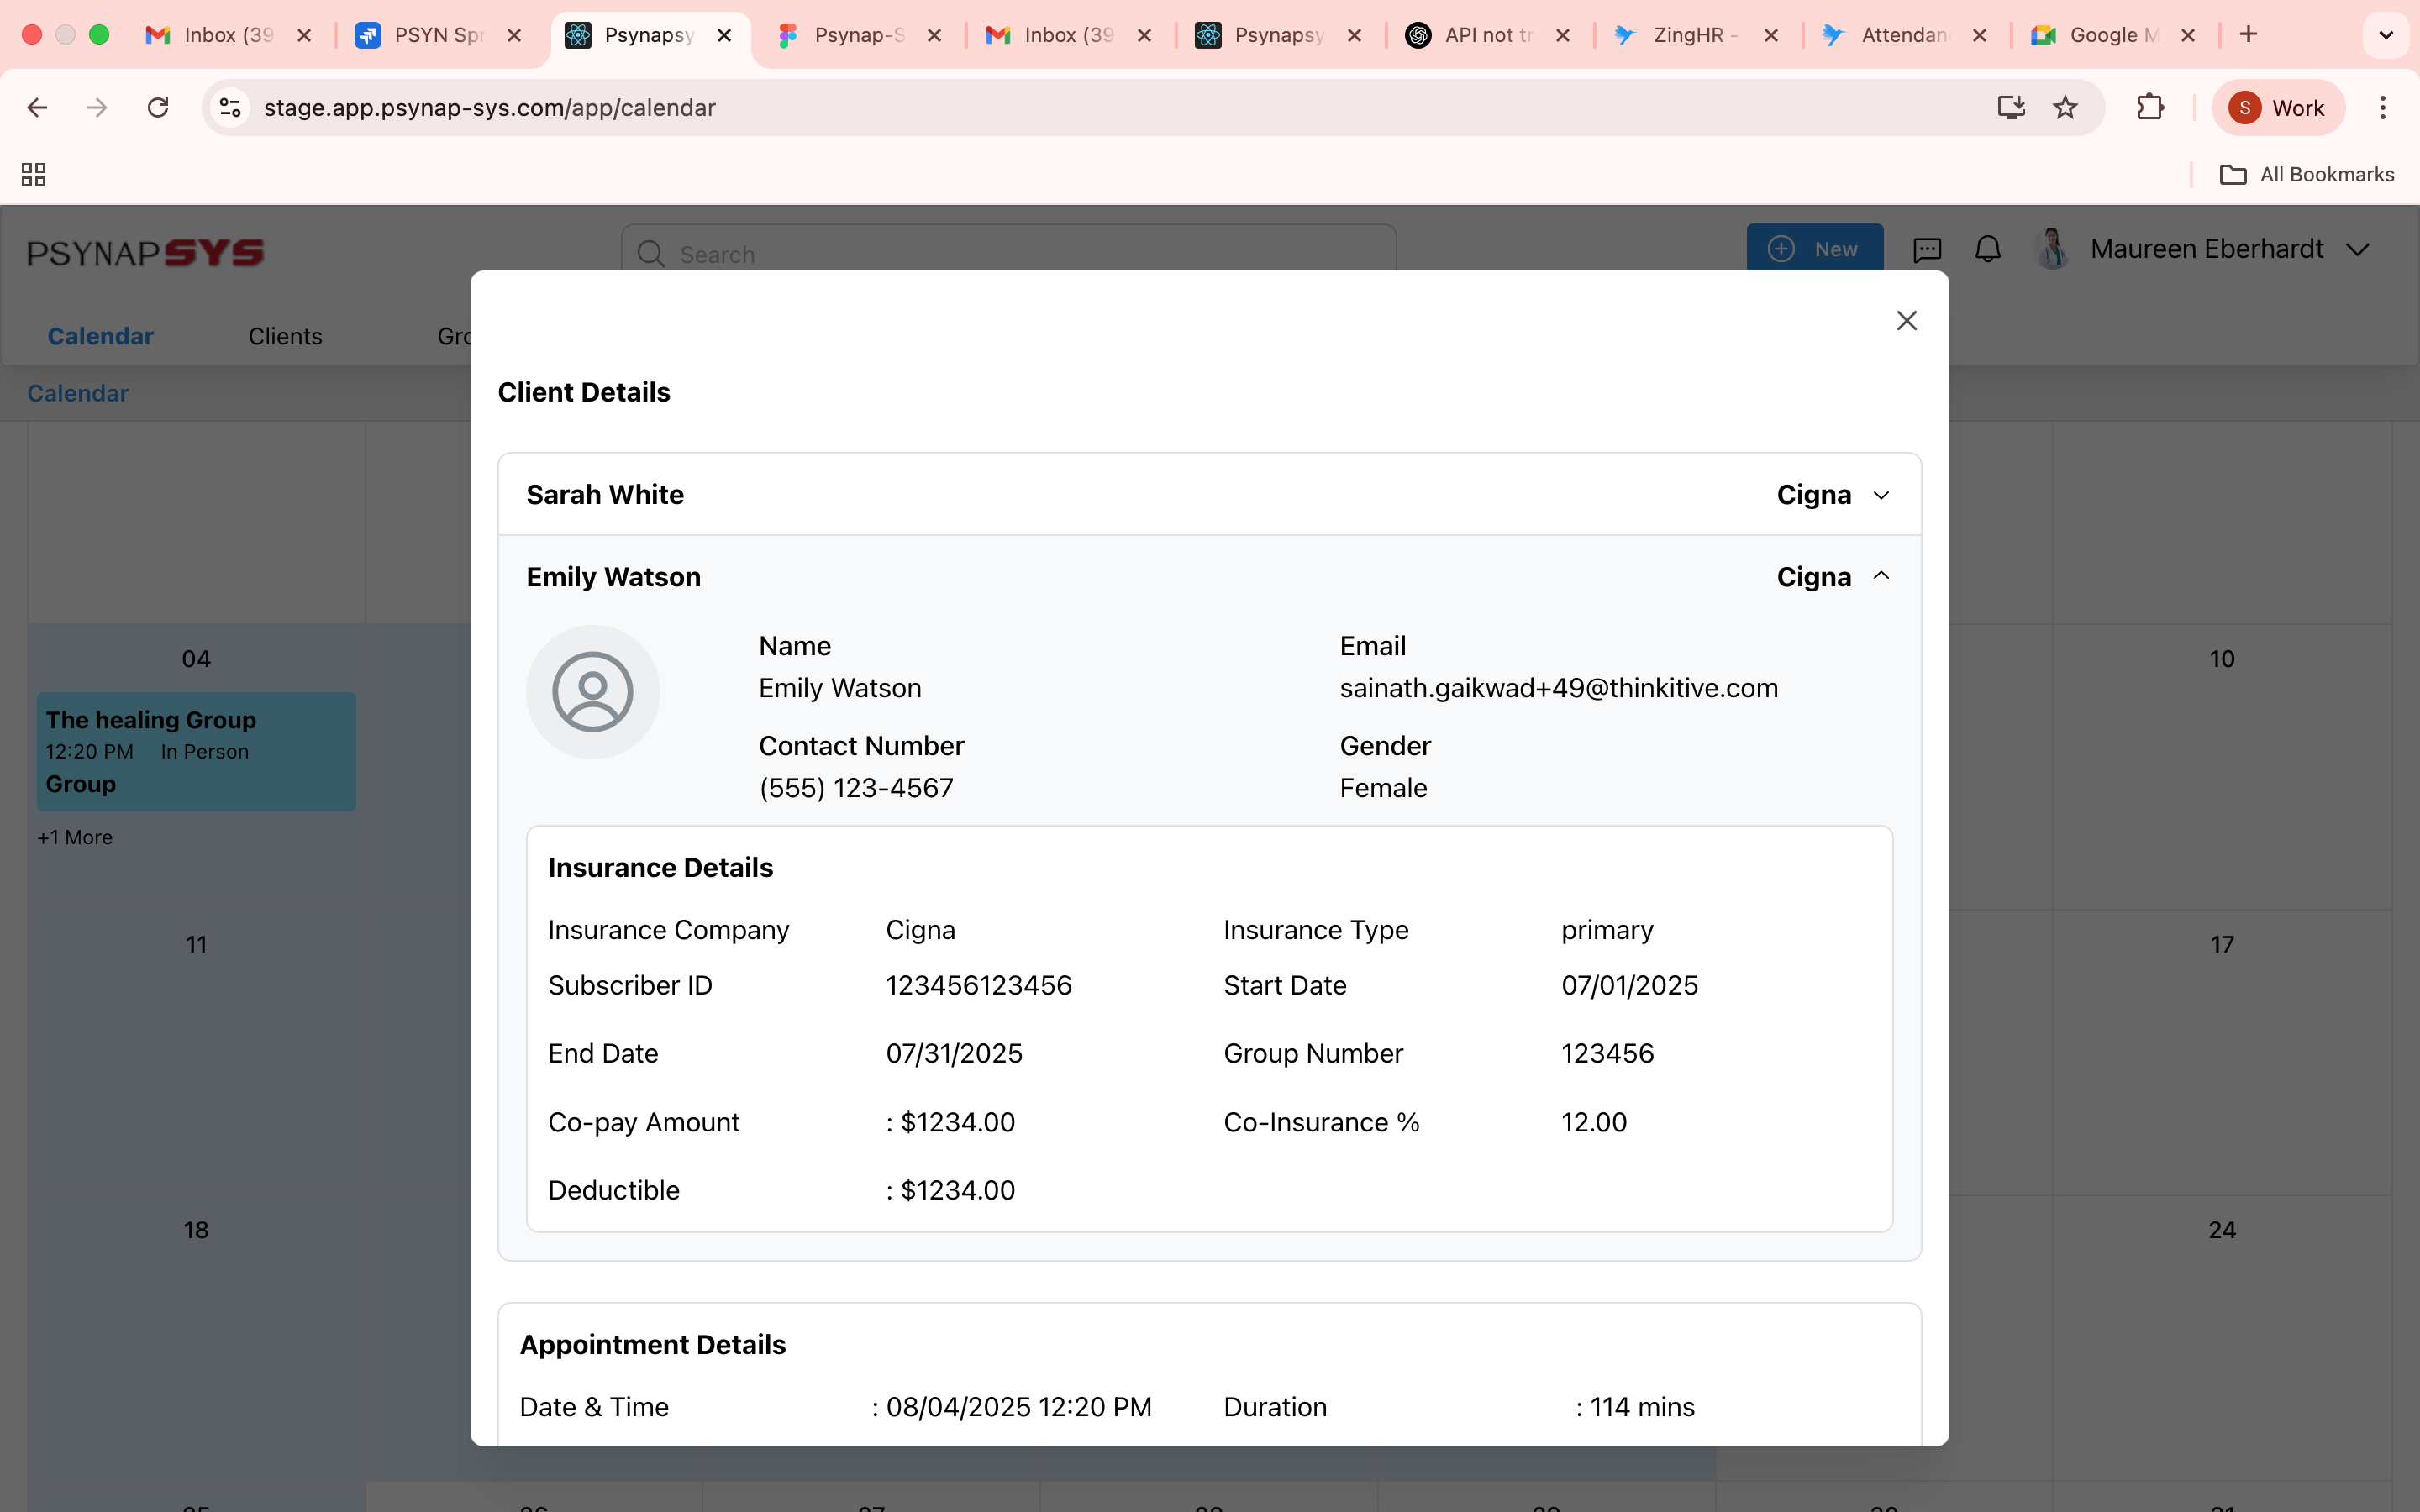 Inbox (39
PSYN Spr
Psynapsy
Psynap-S
Inbox (39
Psynapsy
API not tr
ZingHR -
Attendan
Google M
stage.app.psynap-sys.com/app/calendar
S Work
All Bookmarks
PSYNAPSYS
Search
New
Maureen Eberhardt
Calendar
Clients
Gro
Calendar
Client Details
Sarah White Cigna
Emily Watson Cigna
Name Email
Emily Watson sainath.gaikwad+49@thinkitive.com
Contact Number Gender
(555) 123-4567 Female
Insurance Details
Insurance Company Cigna Insurance Type primary
Subscriber ID 123456123456 Start Date 07/01/2025
End Date 07/31/2025 Group Number 123456
Co-pay Amount : $1234.00 Co-Insurance % 12.00
Deductible : $1234.00
Appointment Details
Date & Time : 08/04/2025 12:20 PM Duration : 114 mins
04
The healing Group
12:20 PM In Person
Group
+1 More
10
11
17
18
24